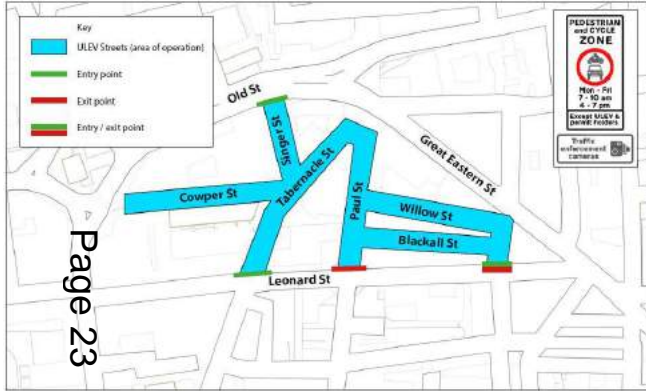 Key
ULEV Streets (area of operation)
Entry point
Exit point
Entry / exit point
PEDESTRIAN
and CYCLE
ZONE
Mon - Fri
7 - 10 am
4 - 7 pm
Except ULEV &
permit holders
Traffic
enforcement
cameras
Old St
Singer St
Tabernacle St
Great Eastern St
Cowper St
Paul St
Willow St
Blackall St
Leonard St
Page 23